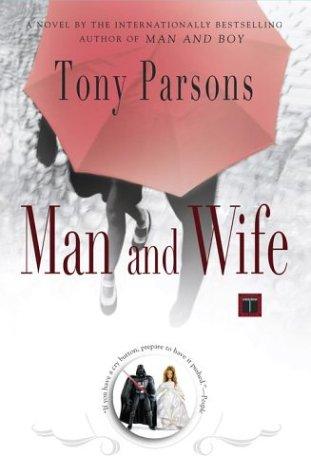 A NOVEL BY THE INTERNATIONALLY BESTSELLING
AUTHOR OF MAN AND BOY
Tony Parsons
Man and Wife
"If you have a cry button, prepare to have it pushed."—People